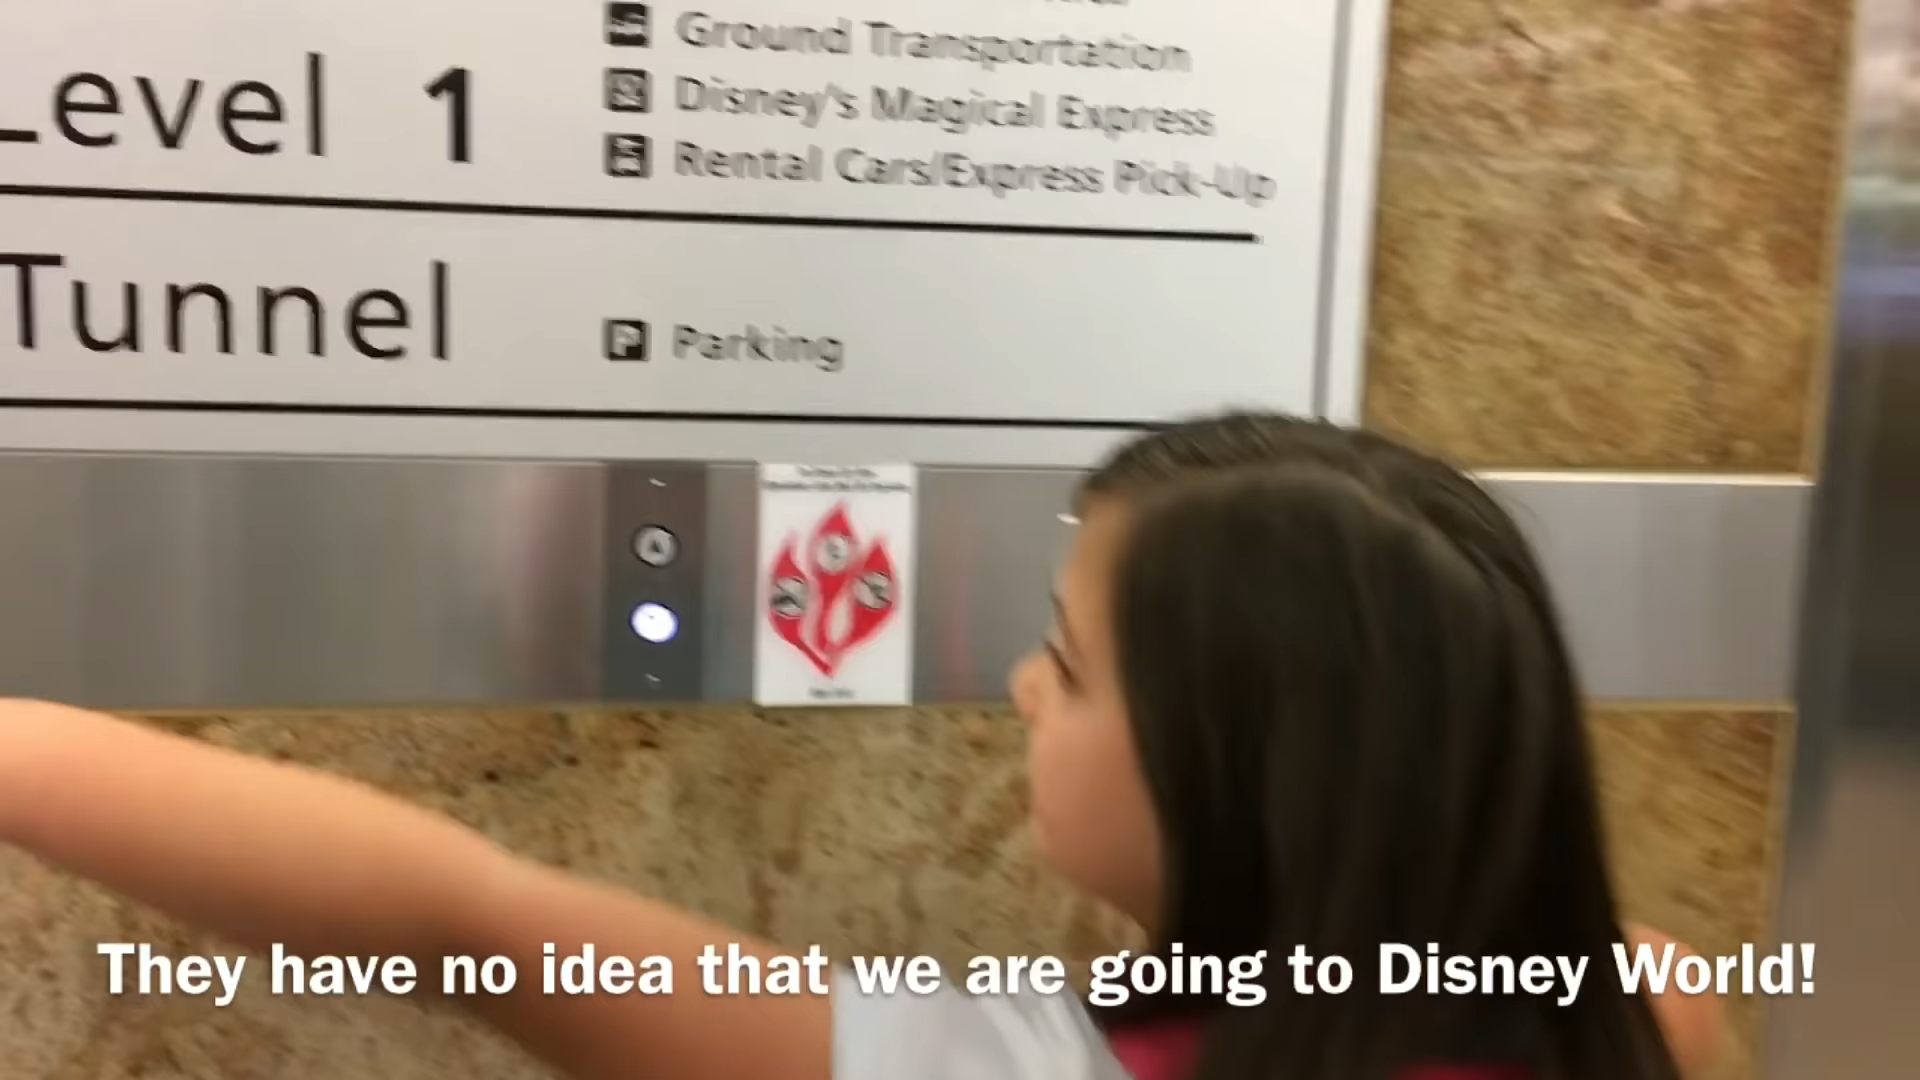 Ground Transportation
Level 1
Disney's Magical Express
Rental Cars/Express Pick-Up
Tunnel
P Parking
They have no idea that we are going to Disney World!